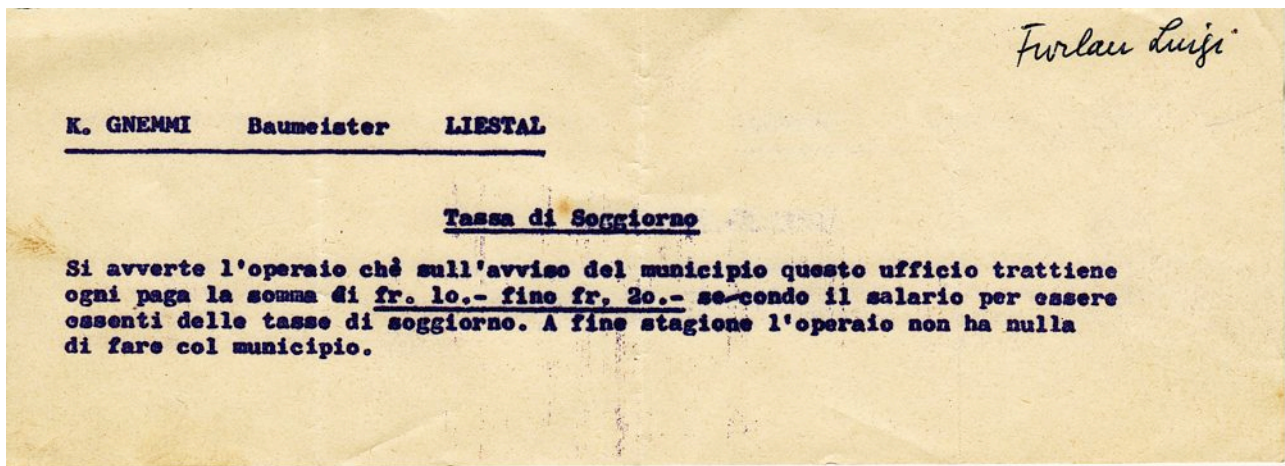 Furlan Luigi
K. GNEMMI Baumeister LIESTAL
Tassa di Soggiorno
Si avverte l'operaio chè sull'avviso del municipio questo ufficio trattiene
ogni paga la somma di fr. 1o.- fino fr. 2o.- se condo il salario per essere
essenti delle tasse di soggiorno. A fine stagione l'operaio non ha nulla
di fare col municipio.